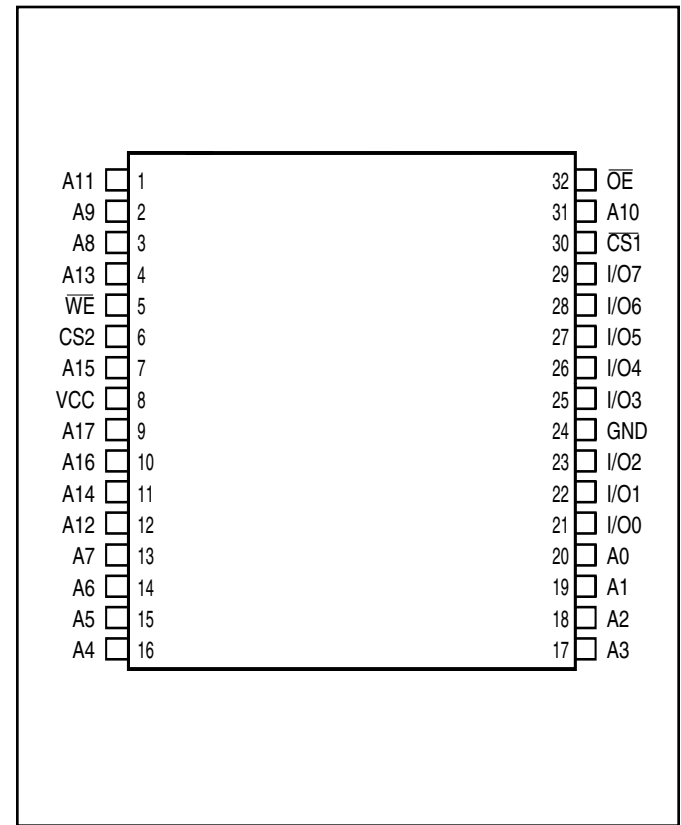 A11 1 32 O̅E̅
A9 2 31 A10
A8 3 30 C̅S̅1̅
A13 4 29 I/O7
W̅E̅ 5 28 I/O6
CS2 6 27 I/O5
A15 7 26 I/O4
VCC 8 25 I/O3
A17 9 24 GND
A16 10 23 I/O2
A14 11 22 I/O1
A12 12 21 I/O0
A7 13 20 A0
A6 14 19 A1
A5 15 18 A2
A4 16 17 A3